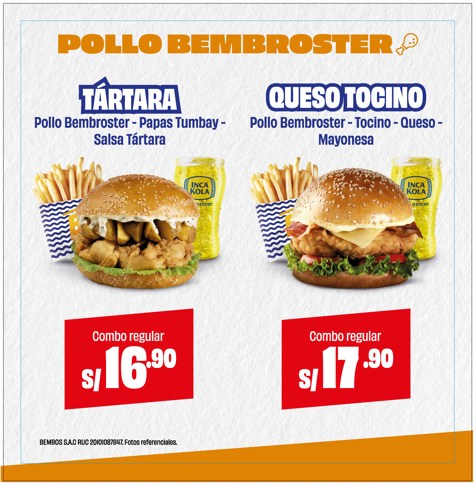 POLLO BEMBROSTER
TÁRTARA
Pollo Bembroster - Papas Tumbay -
Salsa Tártara
QUESO TOCINO
Pollo Bembroster - Tocino - Queso -
Mayonesa
INCA
KOLA
INCA
KOLA
Combo regular
S/ 16.90
Combo regular
S/ 17.90
BEMBOS S.A.C RUC 20101087647. Fotos referenciales.